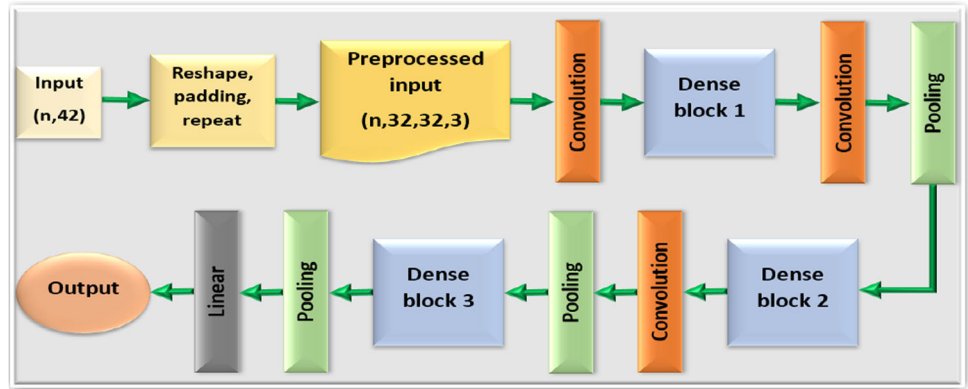 Input
(n,42)
Reshape,
padding,
repeat
Preprocessed
input
(n,32,32,3)
Convolution
Dense
block 1
Convolution
Pooling
Dense
block 2
Convolution
Pooling
Dense
block 3
Pooling
Linear
Output